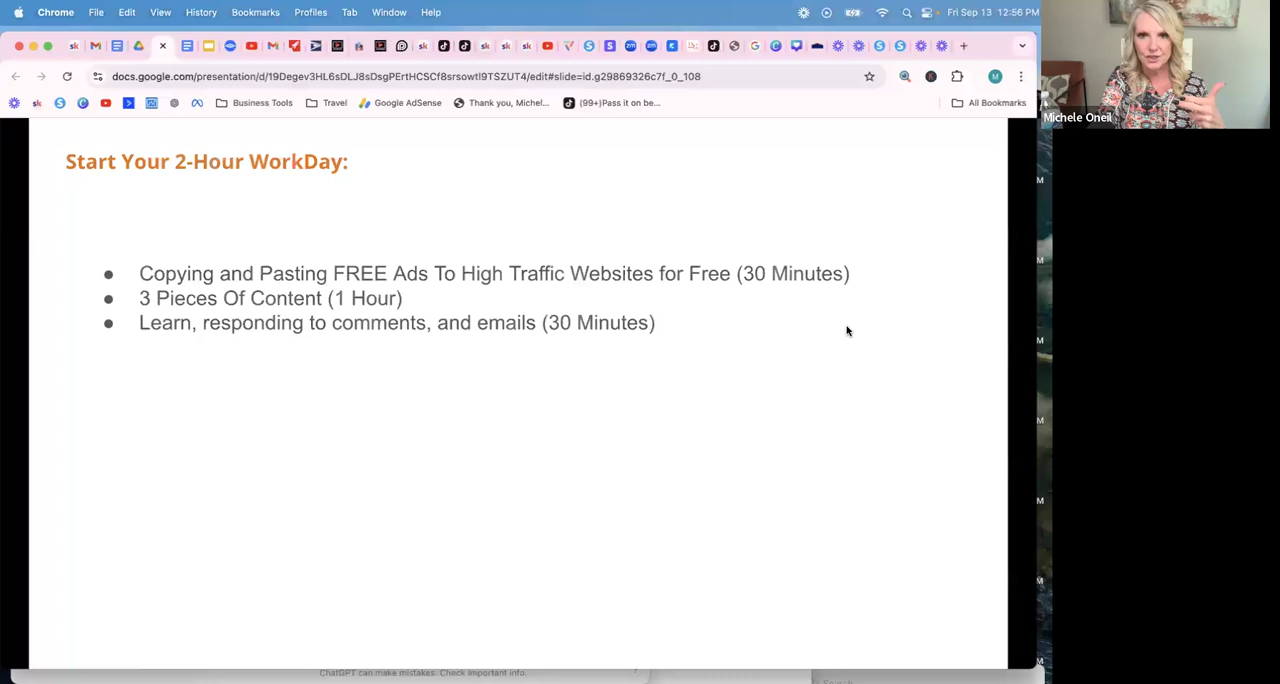 Chrome File Edit View History Bookmarks Profiles Tab Window Help Fri Sep 13 12:56 PM
docs.google.com/presentation/d/19Degev3HL6sDLJ8sDsgPErtHCSCf8srsowtl9TSZUT4/edit#slide=id.g29869326c7f_0_108
Business Tools Travel Google AdSense Thank you, Michel... (99+)Pass it on be... All Bookmarks
Michele Oneil
Start Your 2-Hour WorkDay:
● Copying and Pasting FREE Ads To High Traffic Websites for Free (30 Minutes)
● 3 Pieces Of Content (1 Hour)
● Learn, responding to comments, and emails (30 Minutes)
M
M
M
M
M
M
M
ChatGPT can make mistakes. Check important info.
Search